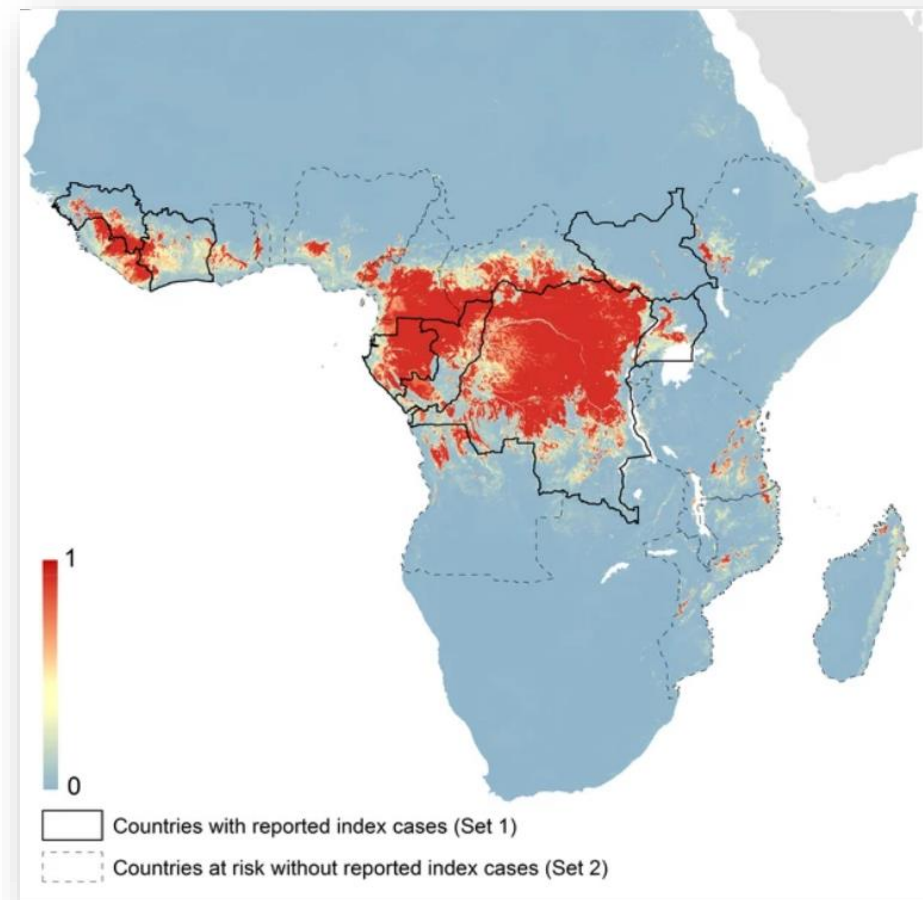 1
0
Countries with reported index cases (Set 1)
Countries at risk without reported index cases (Set 2)